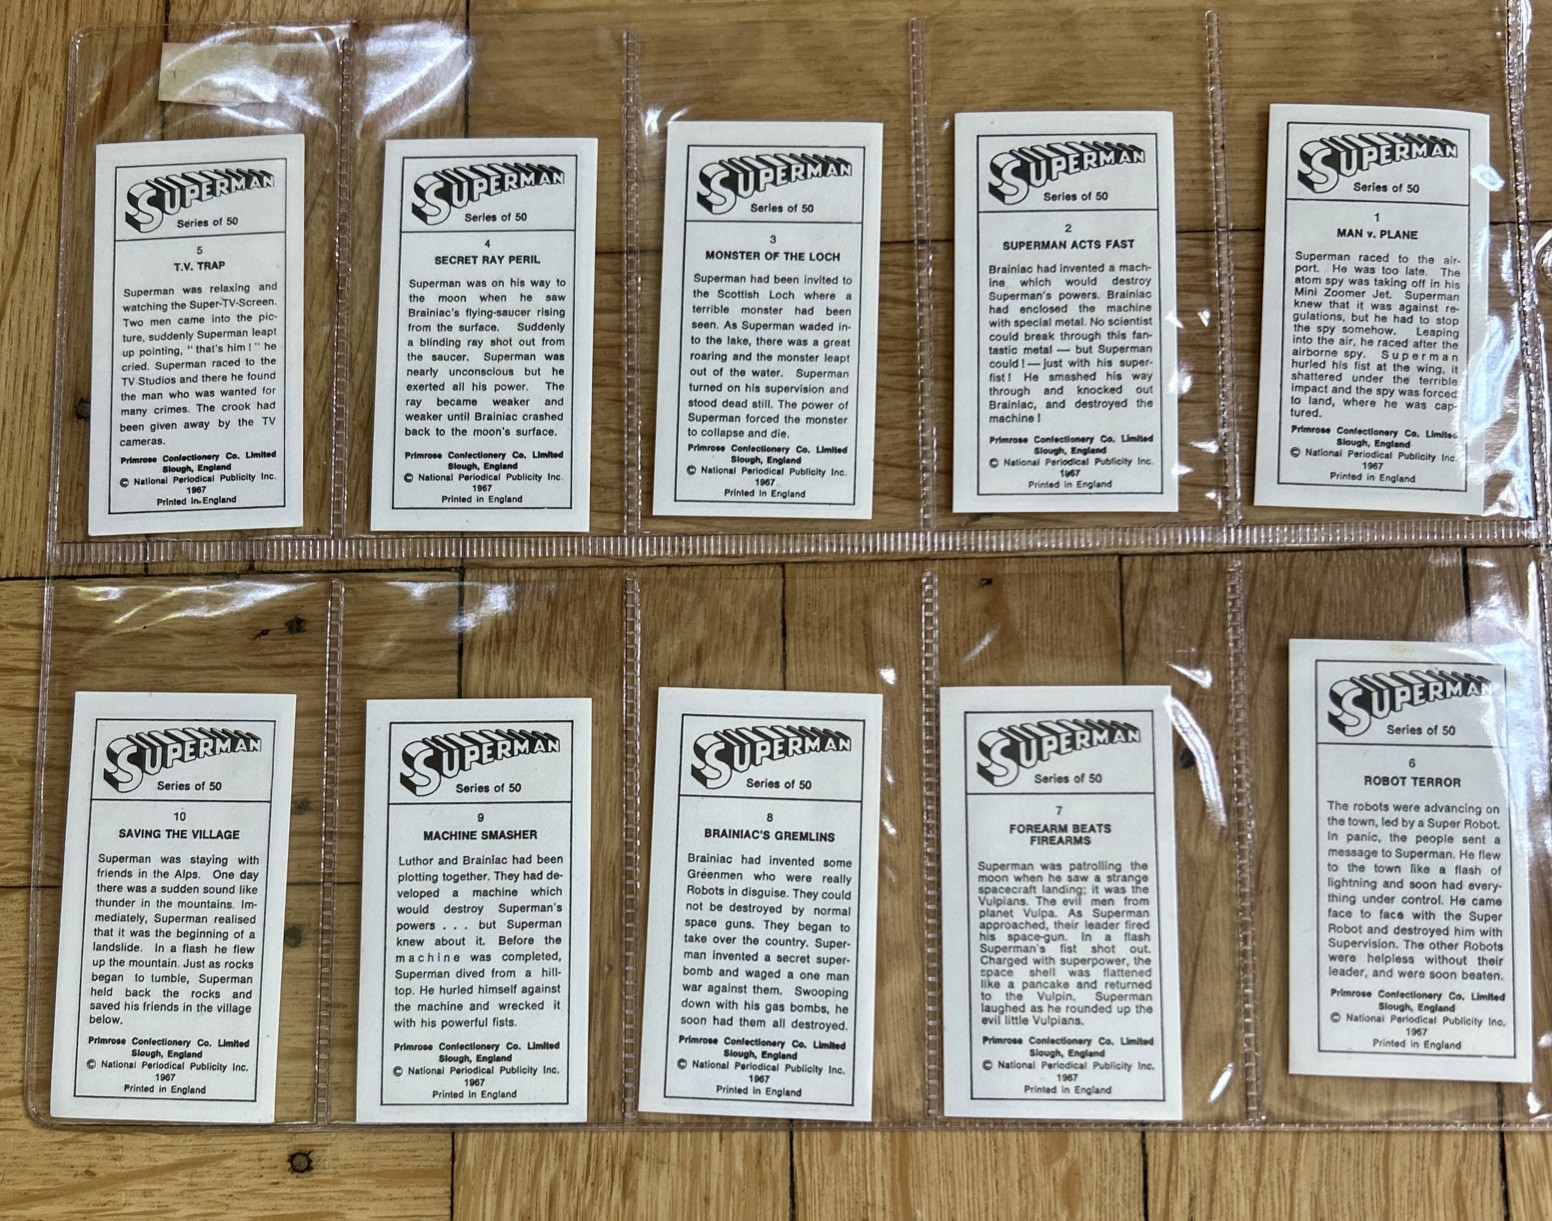 SUPERMAN
Series of 50
5
T.V. TRAP
Superman was relaxing and
watching the Super-TV-Screen.
Two men came into the pic-
ture, suddenly Superman leapt
up pointing, " that's him ! " he
cried. Superman raced to the
TV Studios and there he found
the man who was wanted for
many crimes. The crook had
been given away by the TV
cameras.
Primrose Confectionery Co. Limited
Slough, England
© National Periodical Publicity Inc.
1967
Printed in England
SUPERMAN
Series of 50
4
SECRET RAY PERIL
Superman was on his way to
the moon when he saw
Brainiac's flying-saucer rising
from the surface. Suddenly
a blinding ray shot out from
the saucer. Superman was
nearly unconscious but he
exerted all his power. The
ray became weaker and
weaker until Brainiac crashed
back to the moon's surface.
Primrose Confectionery Co. Limited
Slough, England
© National Periodical Publicity Inc.
1967
Printed in England
SUPERMAN
Series of 50
3
MONSTER OF THE LOCH
Superman had been invited to
the Scottish Loch where a
terrible monster had been
seen. As Superman waded in-
to the lake, there was a great
roaring and the monster leapt
out of the water. Superman
turned on his supervision and
stood dead still. The power of
Superman forced the monster
to collapse and die.
Primrose Confectionery Co. Limited
Slough, England
© National Periodical Publicity Inc.
1967
Printed in England
SUPERMAN
Series of 50
2
SUPERMAN ACTS FAST
Brainiac had invented a mach-
ine which would destroy
Superman's powers. Brainiac
had enclosed the machine
with special metal. No scientist
could break through this fan-
tastic metal — but Superman
could ! — just with his super-
fist ! He smashed his way
through and knocked out
Brainiac, and destroyed the
machine !
Primrose Confectionery Co. Limited
Slough, England
© National Periodical Publicity Inc.
1967
Printed in England
SUPERMAN
Series of 50
1
MAN v. PLANE
Superman raced to the air-
port. He was too late. The
atom spy was taking off in his
Mini Zoomer Jet. Superman
knew that it was against re-
gulations, but he had to stop
the spy somehow. Leaping
into the air, he raced after the
airborne spy. Superman
hurled his fist at the wing, it
shattered under the terrible
impact and the spy was forced
to land, where he was cap-
tured.
Primrose Confectionery Co. Limited
Slough, England
© National Periodical Publicity Inc.
1967
Printed in England
SUPERMAN
Series of 50
10
SAVING THE VILLAGE
Superman was staying with
friends in the Alps. One day
there was a sudden sound like
thunder in the mountains. Im-
mediately, Superman realised
that it was the beginning of a
landslide. In a flash he flew
up the mountain. Just as rocks
began to tumble, Superman
held back the rocks and
saved his friends in the village
below.
Primrose Confectionery Co. Limited
Slough, England
© National Periodical Publicity Inc.
1967
Printed in England
SUPERMAN
Series of 50
9
MACHINE SMASHER
Luthor and Brainiac had been
plotting together. They had de-
veloped a machine which
would destroy Superman's
powers . . . but Superman
knew about it. Before the
machine was completed,
Superman dived from a hill-
top. He hurled himself against
the machine and wrecked it
with his powerful fists.
Primrose Confectionery Co. Limited
Slough, England
© National Periodical Publicity Inc.
1967
Printed in England
SUPERMAN
Series of 50
8
BRAINIAC'S GREMLINS
Brainiac had invented some
Greenmen who were really
Robots in disguise. They could
not be destroyed by normal
space guns. They began to
take over the country. Super-
man invented a secret super-
bomb and waged a one man
war against them. Swooping
down with his gas bombs, he
soon had them all destroyed.
Primrose Confectionery Co. Limited
Slough, England
© National Periodical Publicity Inc.
1967
Printed in England
SUPERMAN
Series of 50
7
FOREARM BEATS
FIREARMS
Superman was patrolling the
moon when he saw a strange
spacecraft landing; it was the
Vulpians. The evil men from
planet Vulpa. As Superman
approached, their leader fired
his space-gun. In a flash
Superman's fist shot out.
Charged with superpower, the
space shell was flattened
like a pancake and returned
to the Vulpin. Superman
laughed as he rounded up the
evil little Vulpians.
Primrose Confectionery Co. Limited
Slough, England
© National Periodical Publicity Inc.
1967
Printed in England
SUPERMAN
Series of 50
6
ROBOT TERROR
The robots were advancing on
the town, led by a Super Robot.
In panic, the people sent a
message to Superman. He flew
to the town like a flash of
lightning and soon had every-
thing under control. He came
face to face with the Super
Robot and destroyed him with
Supervision. The other Robots
were helpless without their
leader, and were soon beaten.
Primrose Confectionery Co. Limited
Slough, England
© National Periodical Publicity Inc.
1967
Printed in England